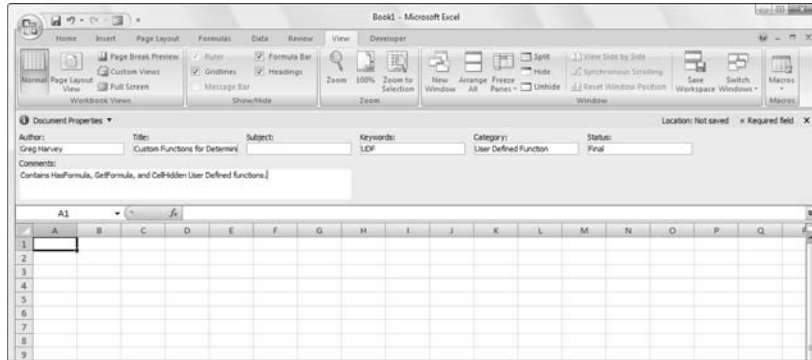 Book1 - Microsoft Excel
Home Insert Page Layout Formulas Data Review View Developer
Normal Page Layout View Page Break Preview Custom Views Full Screen
Workbook Views
Ruler Gridlines Message Bar Formula Bar Headings
Show/Hide
Zoom 100% Zoom to Selection
Zoom
New Window Arrange All Freeze Panes Split Hide Unhide View Side by Side Synchronous Scrolling Reset Window Position Save Workspace Switch Windows
Window
Macros
Macros
Document Properties Location: Not saved * Required field X
Author: Title: Subject: Keywords: Category: Status:
Greg Harvey Custom Functions for Determini UDF User Defined Function Final
Comments:
Contains HasFormula, GetFormula, and CellHidden User Defined functions.
A1 fx
A B C D E F G H I J K L M N O P Q
1
2
3
4
5
6
7
8
9